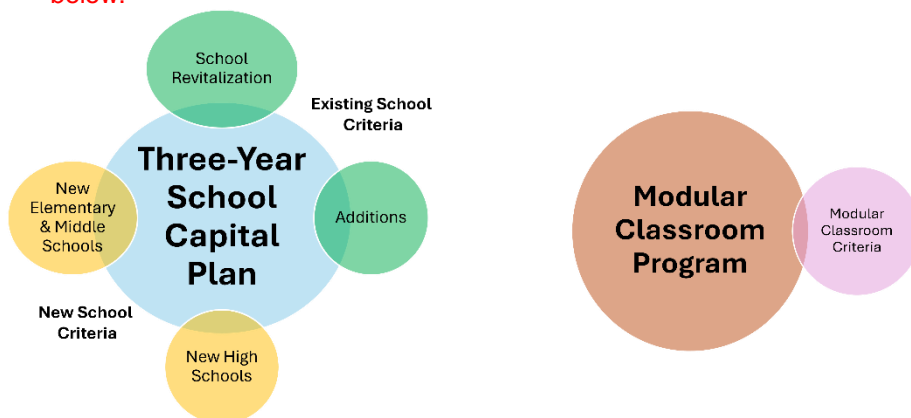 below.
School
Revitalization
Existing School
Criteria
Three-Year
School
Capital
Plan
New
Elementary
& Middle
Schools
Additions
New School
Criteria
New High
Schools
Modular
Classroom
Program
Modular
Classroom
Criteria